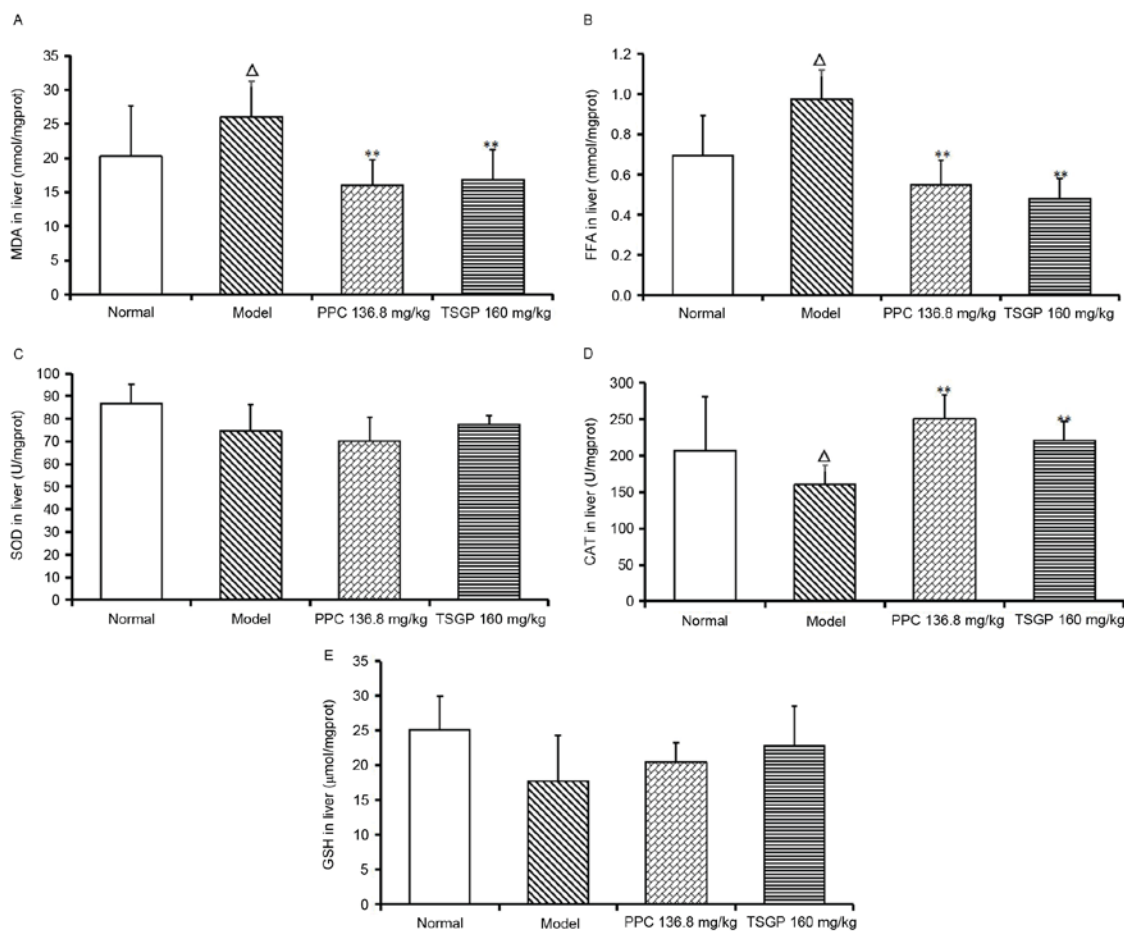 A
MDA in liver (nmol/mgprot)
35
30
25
20
15
10
5
0
Δ
**
**
Normal
Model
PPC 136.8 mg/kg
TSGP 160 mg/kg
B
FFA in liver (mmol/mgprot)
1.2
1.0
0.8
0.6
0.4
0.2
0.0
Δ
**
**
Normal
Model
PPC 136.8 mg/kg
TSGP 160 mg/kg
C
SOD in liver (U/mgprot)
100
90
80
70
60
50
40
30
20
10
0
Normal
Model
PPC 136.8 mg/kg
TSGP 160 mg/kg
D
CAT in liver (U/mgprot)
300
250
200
150
100
50
0
Δ
**
**
Normal
Model
PPC 136.8 mg/kg
TSGP 160 mg/kg
E
GSH in liver (μmol/mgprot)
35
30
25
20
15
10
5
0
Normal
Model
PPC 136.8 mg/kg
TSGP 160 mg/kg